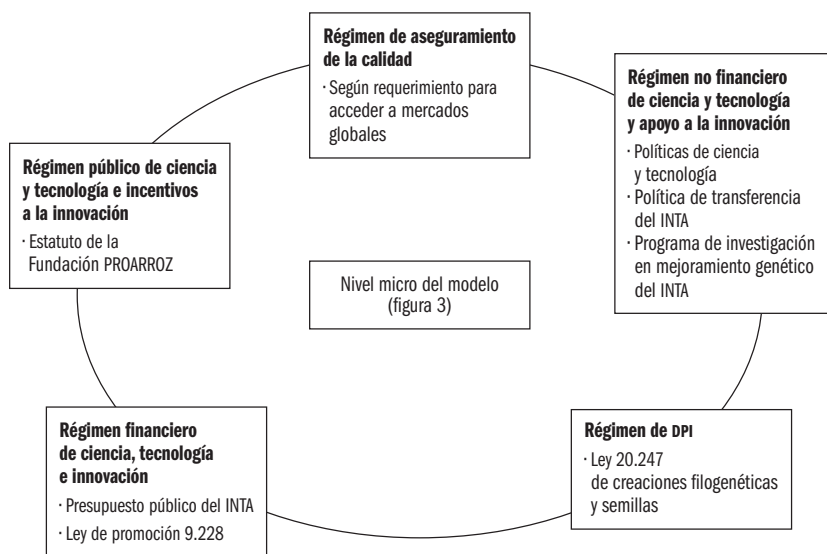 Régimen de aseguramiento
de la calidad
· Según requerimiento para
acceder a mercados
globales
Régimen no financiero
de ciencia y tecnología
y apoyo a la innovación
· Políticas de ciencia
y tecnología
· Política de transferencia
del INTA
· Programa de investigación
en mejoramiento genético
del INTA
Régimen público de ciencia
y tecnología e incentivos
a la innovación
· Estatuto de la
Fundación PROARROZ
Nivel micro del modelo
(figura 3)
Régimen financiero
de ciencia, tecnología
e innovación
· Presupuesto público del INTA
· Ley de promoción 9.228
Régimen de DPI
· Ley 20.247
de creaciones filogenéticas
y semillas